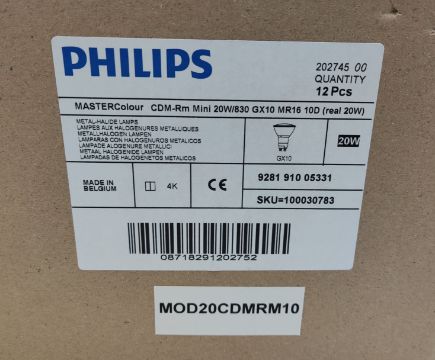 PHILIPS
202745 00
QUANTITY
12 Pcs
MASTERColour CDM-Rm Mini 20W/830 GX10 MR16 10D (real 20W)
METAL-HALIDE LAMPS
LAMPES AUX HALOGENURES METALLIQUES
METALLHALOGEN LAMPEN
LAMPARAS CON HALOGENUROS METALICOS
LAMPADE ALOGENURE METALLICI
METAAL HALOGENIDE LAMPEN
LAMPADAS DE HALOGENETOS METALICOS
GX10
20W
MADE IN
BELGIUM
4K
CE
9281 910 05331
SKU=100030783
08718291202752
MOD20CDMRM10